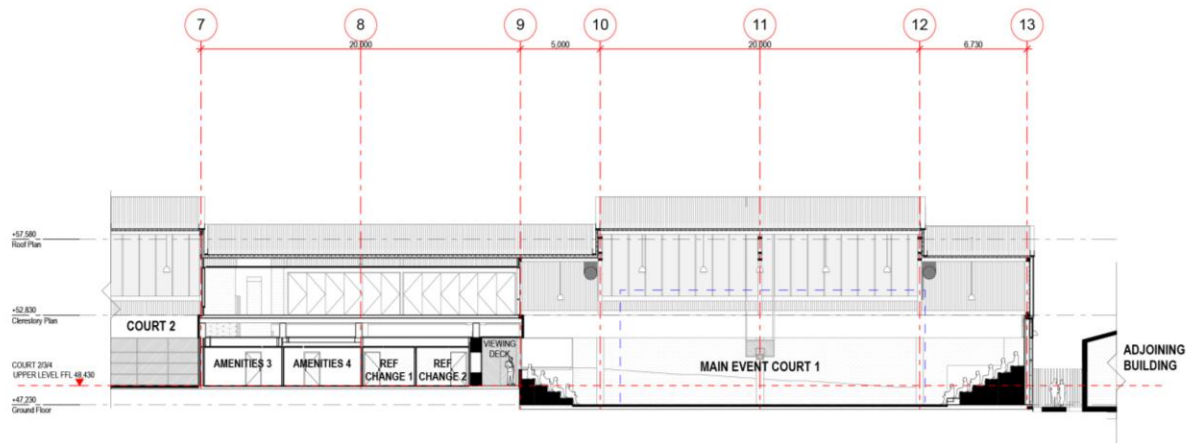 7 8 9 10 11 12 13
20,000 5,000 20,000 6,730
+57,580
Roof Plan
+52,830
Clerestory Plan
COURT 2
VIEWING
DECK
COURT 2/3/4
UPPER LEVEL FFL 48,430
AMENITIES 3
AMENITIES 4
REF
CHANGE 1
REF
CHANGE 2
MAIN EVENT COURT 1
ADJOINING
BUILDING
+47,230
Ground Floor